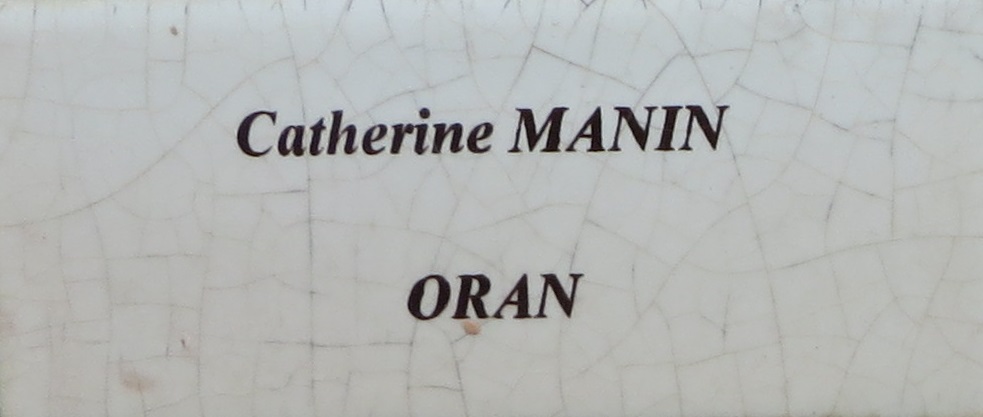 Catherine MANIN
ORAN